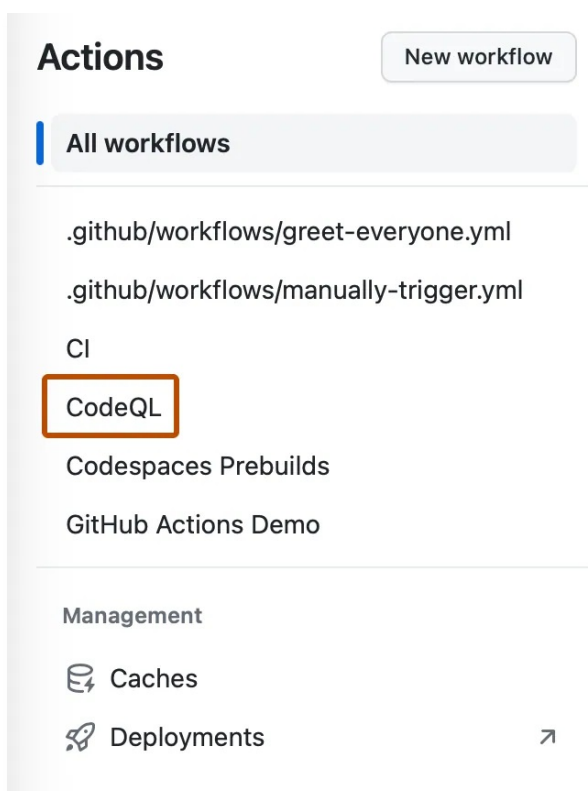 Actions
New workflow
All workflows
.github/workflows/greet-everyone.yml
.github/workflows/manually-trigger.yml
CI
CodeQL
Codespaces Prebuilds
GitHub Actions Demo
Management
Caches
Deployments